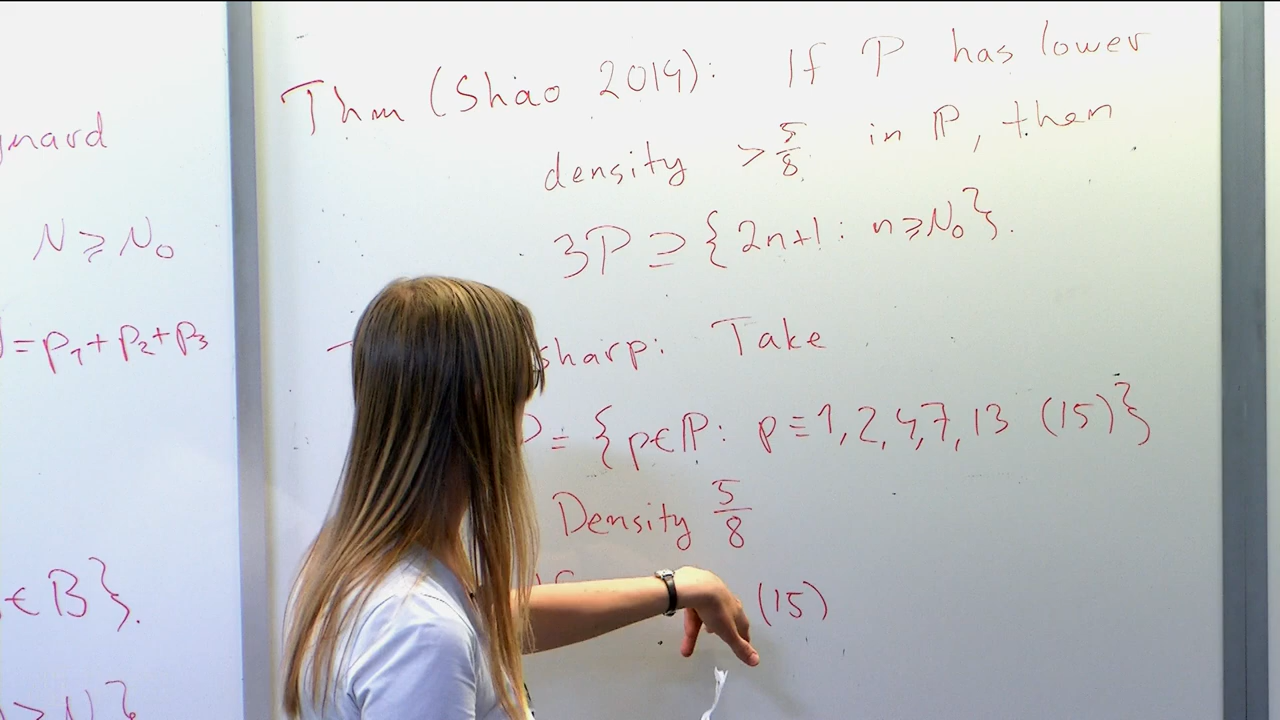 ynard
N ⩾ N₀
= p₁ + p₂ + p₃
∈ B}.
Thm (Shao 2014): If P has lower
density > 5/8 in ℙ, then
3P ⊇ {2n+1 : n ⩾ N₀}.
sharp: Take
= {p ∈ ℙ : p ≡ 1, 2, 4, 7, 13 (15)}
Density 5/8
(15)